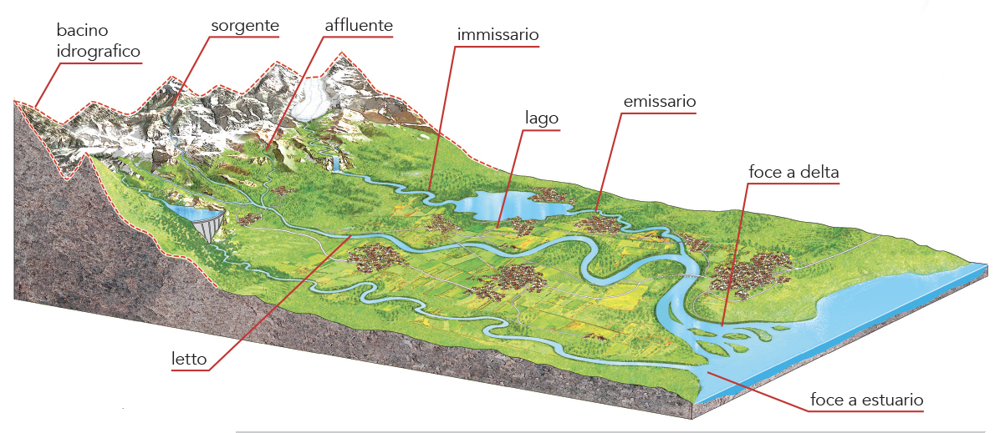 bacino
idrografico
sorgente
affluente
immissario
lago
emissario
foce a delta
letto
foce a estuario